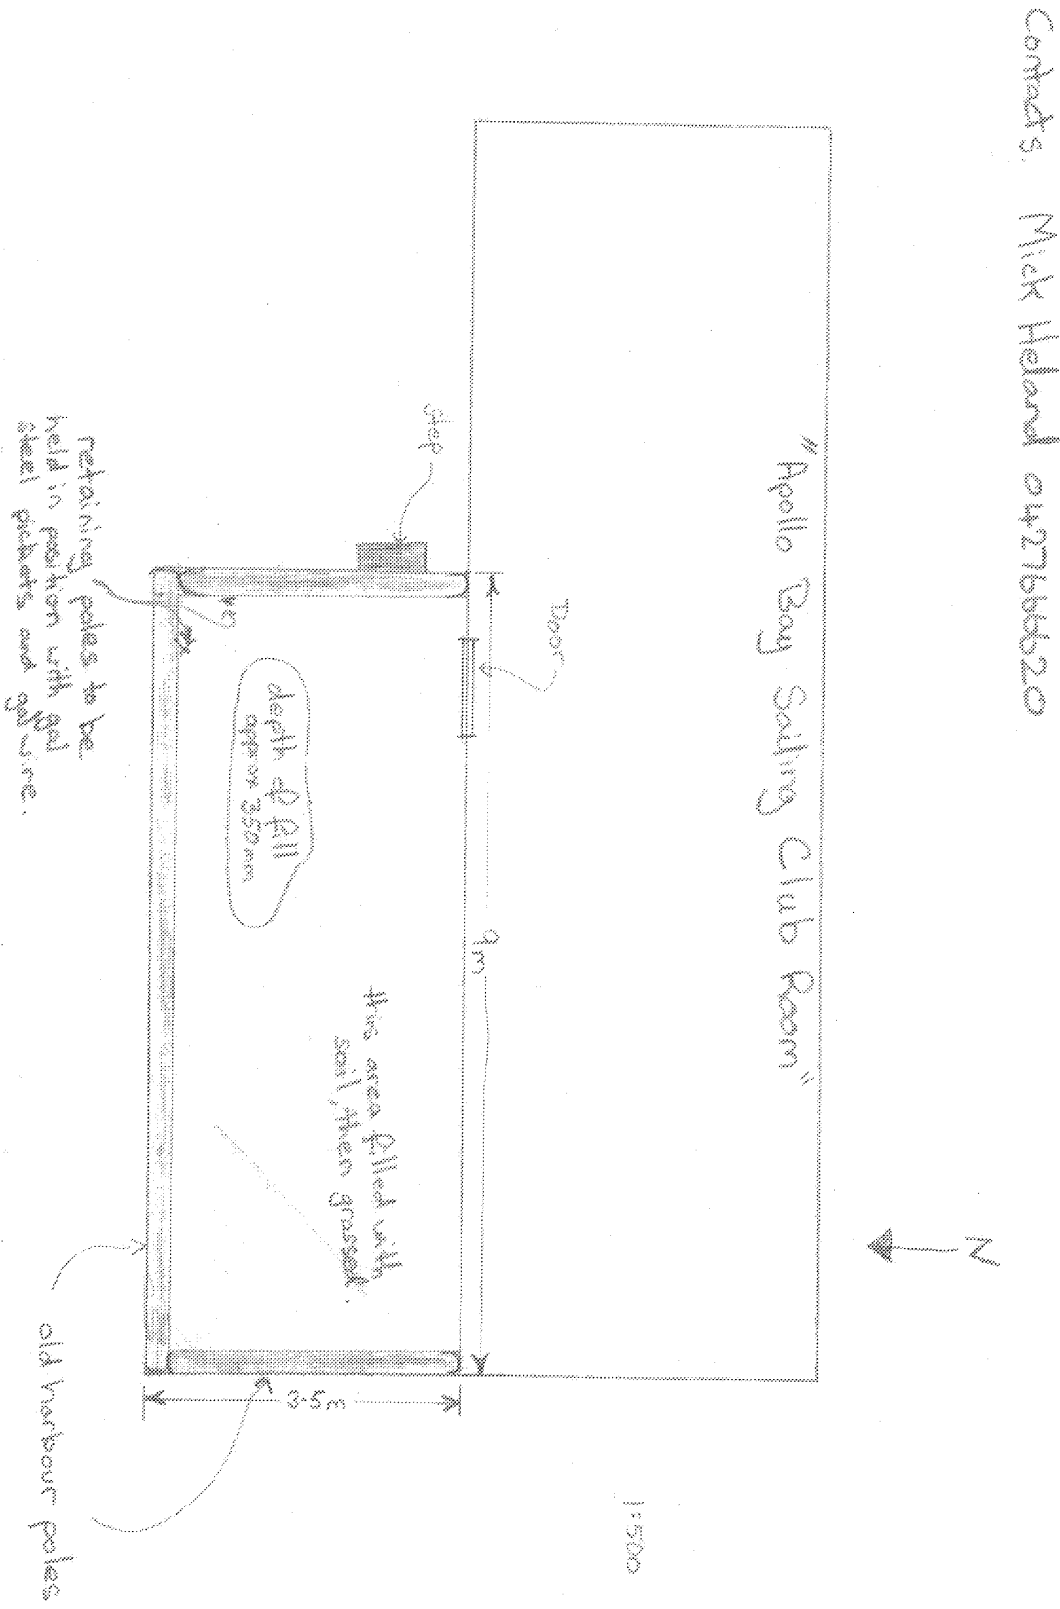 Contacts. Mick Heland 0427666620
"Apollo Bay Sailing Club Room"
N
1:500
Door
9m
Step
this area filled with
soil, then grassed.
depth of fill
approx 350mm
3.5m
retaining poles to be
held in position with gal
steel pickets and gal wire.
old harbour poles